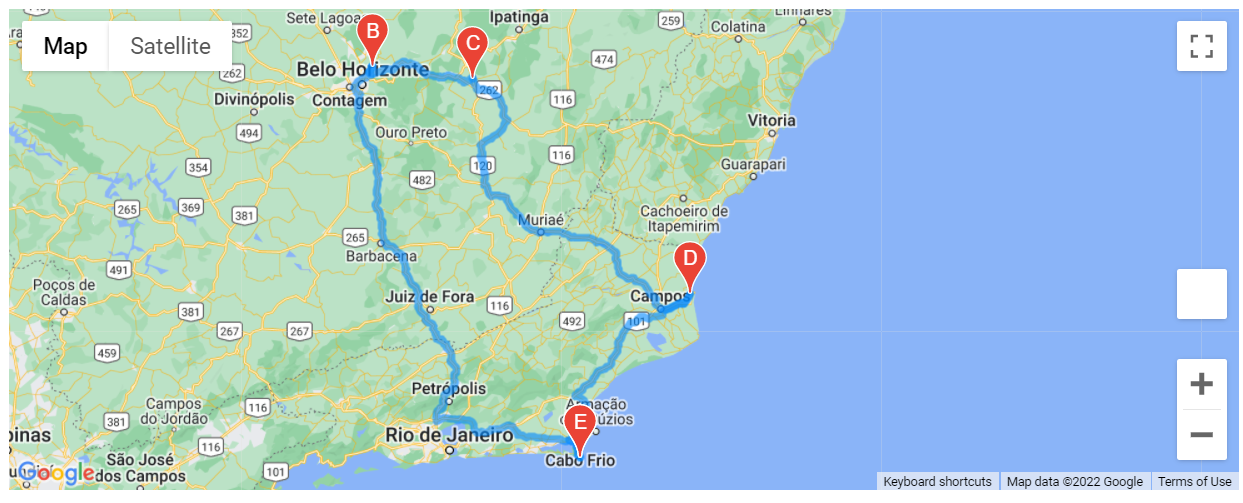 Map
Satellite
B
C
D
E
Sete Lagoa
Ipatinga
Linhares
Colatina
259
352
262
474
Belo Horizonte
Contagem
262
116
Divinópolis
494
Ouro Preto
Vitoria
354
120
116
482
Guarapari
265
369
381
Muriaé
Cachoeiro de
Itapemirim
265
Barbacena
491
Poços de
Caldas
381
267
267
Juiz de Fora
116
492
101
Campos
459
Petrópolis
381
Campos
do Jordão
116
Armação
Rio de Janeiro
Cabo Frio
116
pinas
São José
dos Campos
101
Google
Keyboard shortcuts
Map data ©2022 Google
Terms of Use